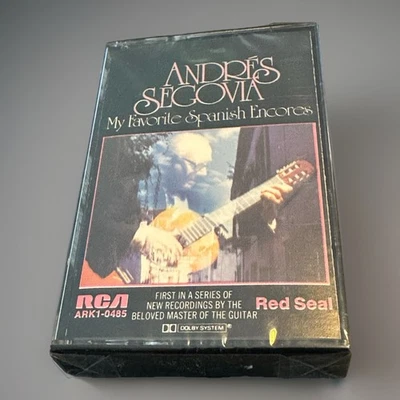 ANDRÉS
SEGOVIA
My Favorite Spanish Encores
RCA
ARK1-0485
FIRST IN A SERIES OF
NEW RECORDINGS BY THE
BELOVED MASTER OF THE GUITAR
Red Seal
DOLBY SYSTEM®